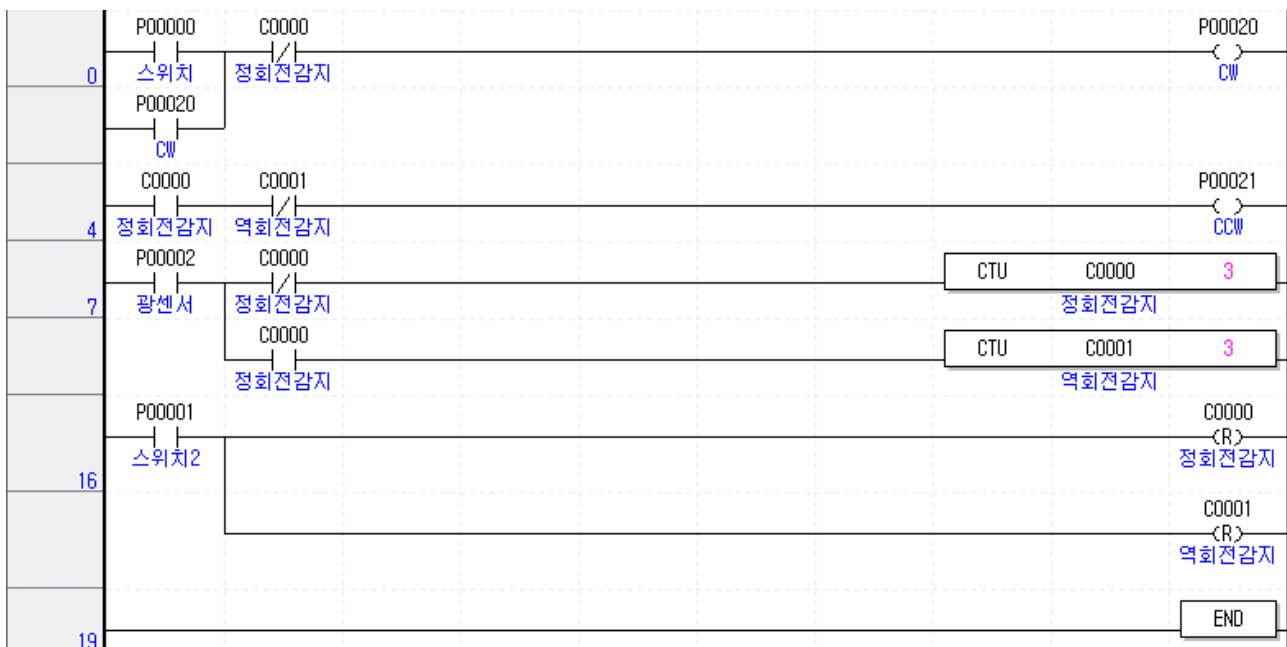 P00000 C0000 P00020
0 스위치 정회전감지 CW
P00020
CW
C0000 C0001 P00021
4 정회전감지 역회전감지 CCW
P00002 C0000 CTU C0000 3
7 광센서 정회전감지 정회전감지
C0000 CTU C0001 3
정회전감지 역회전감지
P00001 C0000
스위치2 (R) 정회전감지
16
C0001
(R)
역회전감지
END
19